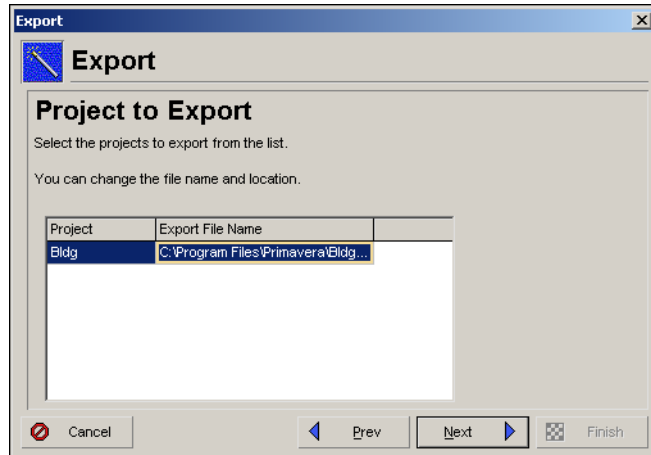 Export
Export
Project to Export
Select the projects to export from the list.
You can change the file name and location.
Project Export File Name
Bldg C:\Program Files\Primavera\Bldg...
Cancel Prev Next Finish